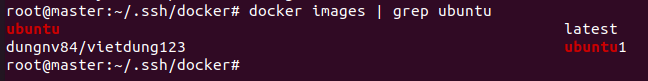 root@master:~/.ssh/docker# docker images | grep ubuntu
ubuntu latest
dungnv84/vietdung123 ubuntu1
root@master:~/.ssh/docker#